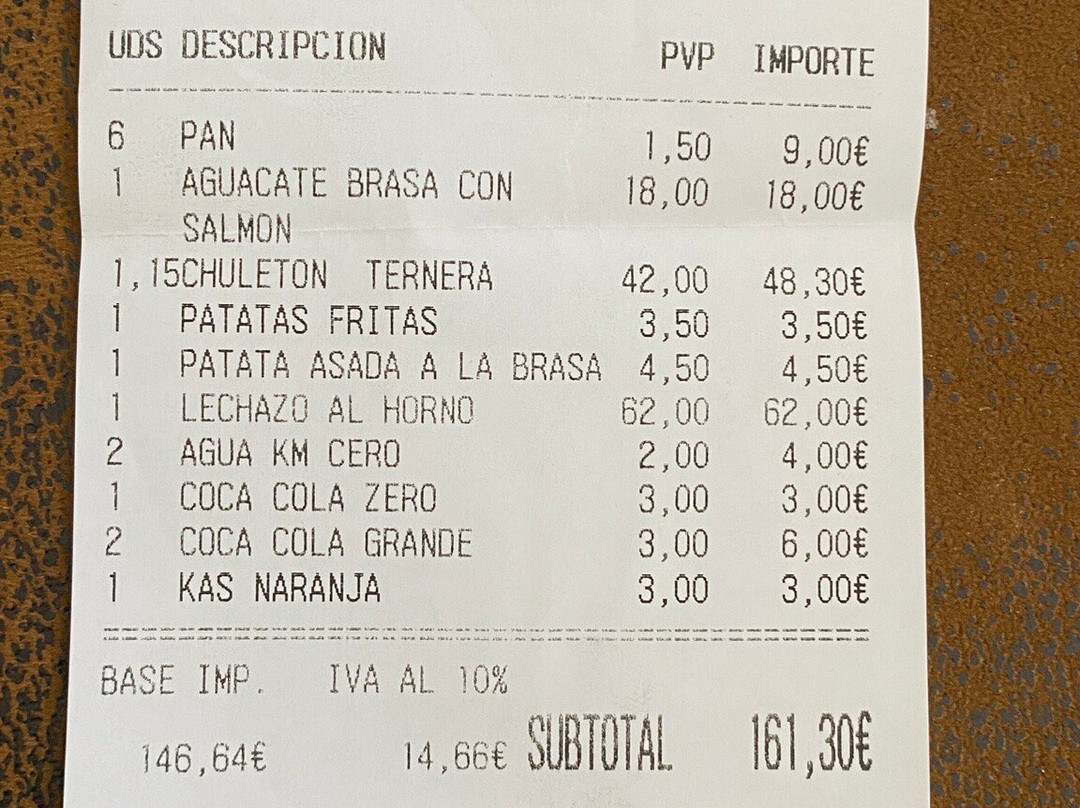 UDS DESCRIPCION PVP IMPORTE
6 PAN 1,50 9,00€
1 AGUACATE BRASA CON 18,00 18,00€
SALMON
1,15CHULETON TERNERA 42,00 48,30€
1 PATATAS FRITAS 3,50 3,50€
1 PATATA ASADA A LA BRASA 4,50 4,50€
1 LECHAZO AL HORNO 62,00 62,00€
2 AGUA KM CERO 2,00 4,00€
1 COCA COLA ZERO 3,00 3,00€
2 COCA COLA GRANDE 3,00 6,00€
1 KAS NARANJA 3,00 3,00€
BASE IMP. IVA AL 10%
146,64€ 14,66€ SUBTOTAL 161,30€